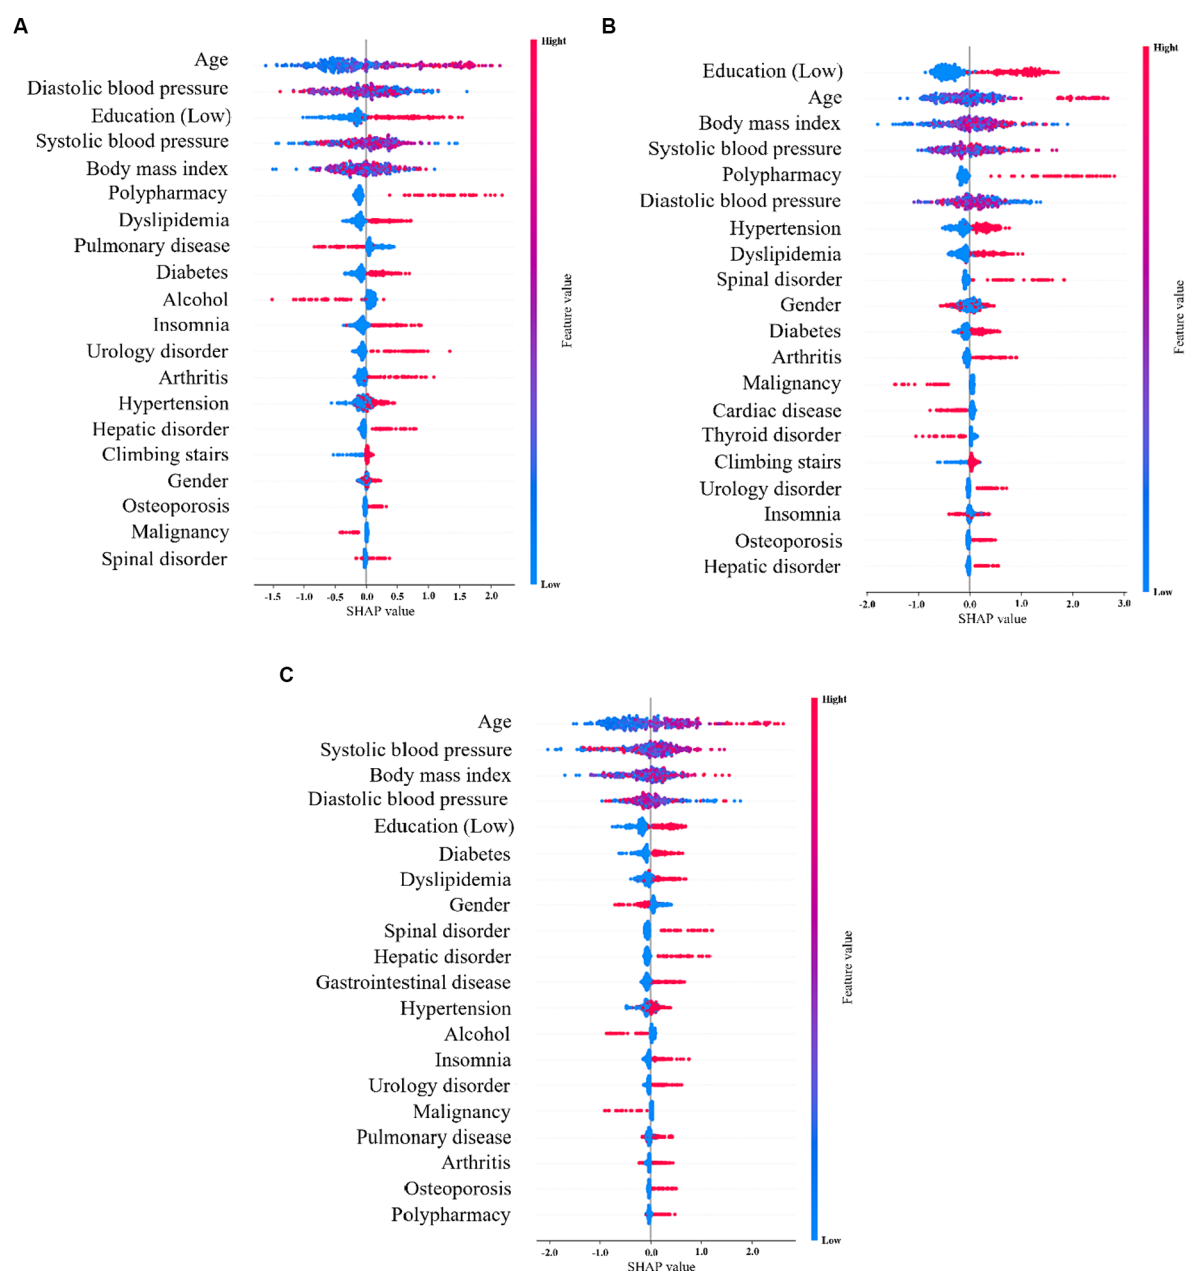 A
Hight
Age
Diastolic blood pressure
Education (Low)
Systolic blood pressure
Body mass index
Polypharmacy
Dyslipidemia
Pulmonary disease
Diabetes
Alcohol
Insomnia
Urology disorder
Arthritis
Hypertension
Hepatic disorder
Climbing stairs
Gender
Osteoporosis
Malignancy
Spinal disorder
Feature value
Low
-1.5 -1.0 -0.5 0.0 0.5 1.0 1.5 2.0
SHAP value
B
Hight
Education (Low)
Age
Body mass index
Systolic blood pressure
Polypharmacy
Diastolic blood pressure
Hypertension
Dyslipidemia
Spinal disorder
Gender
Diabetes
Arthritis
Malignancy
Cardiac disease
Thyroid disorder
Climbing stairs
Urology disorder
Insomnia
Osteoporosis
Hepatic disorder
Feature value
Low
-2.0 -1.0 0.0 1.0 2.0 3.0
SHAP value
C
Hight
Age
Systolic blood pressure
Body mass index
Diastolic blood pressure
Education (Low)
Diabetes
Dyslipidemia
Gender
Spinal disorder
Hepatic disorder
Gastrointestinal disease
Hypertension
Alcohol
Insomnia
Urology disorder
Malignancy
Pulmonary disease
Arthritis
Osteoporosis
Polypharmacy
Feature value
Low
-2.0 -1.0 0.0 1.0 2.0
SHAP value